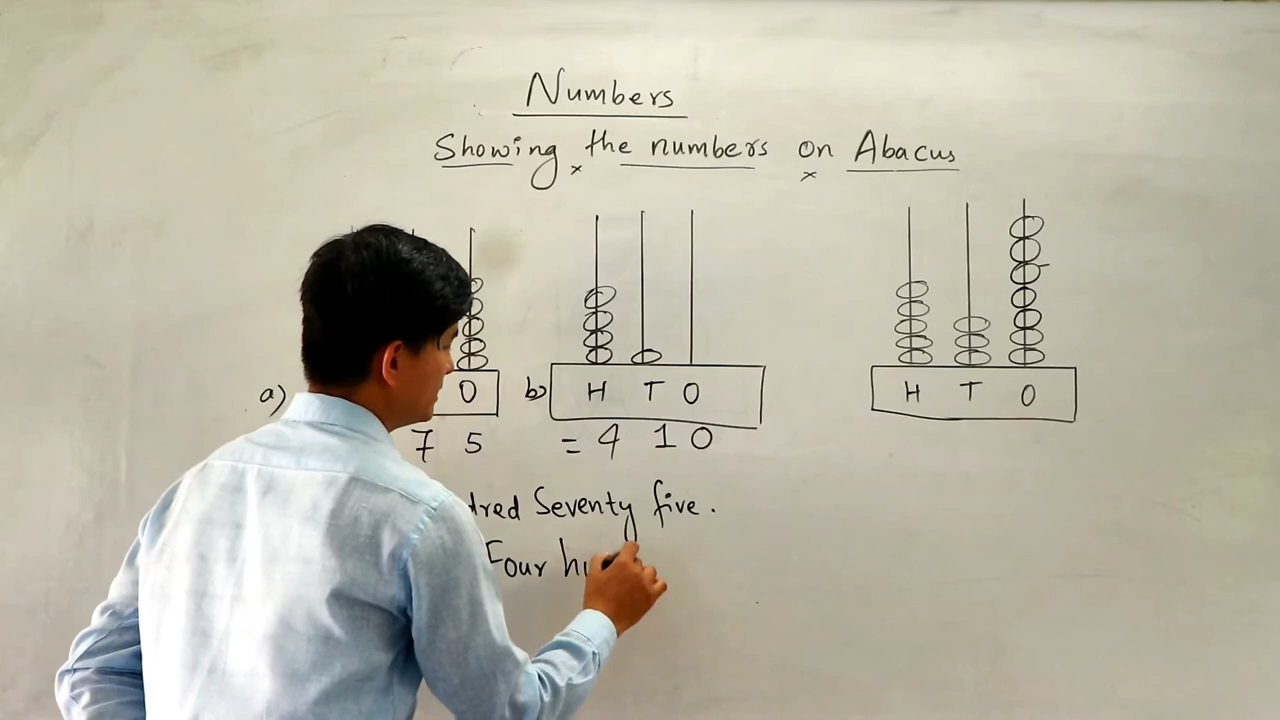 Numbers
Showing the numbers on Abacus
a) O
b) H T O
H T O
7 5
= 4 1 0
dred Seventy five.
Four hu